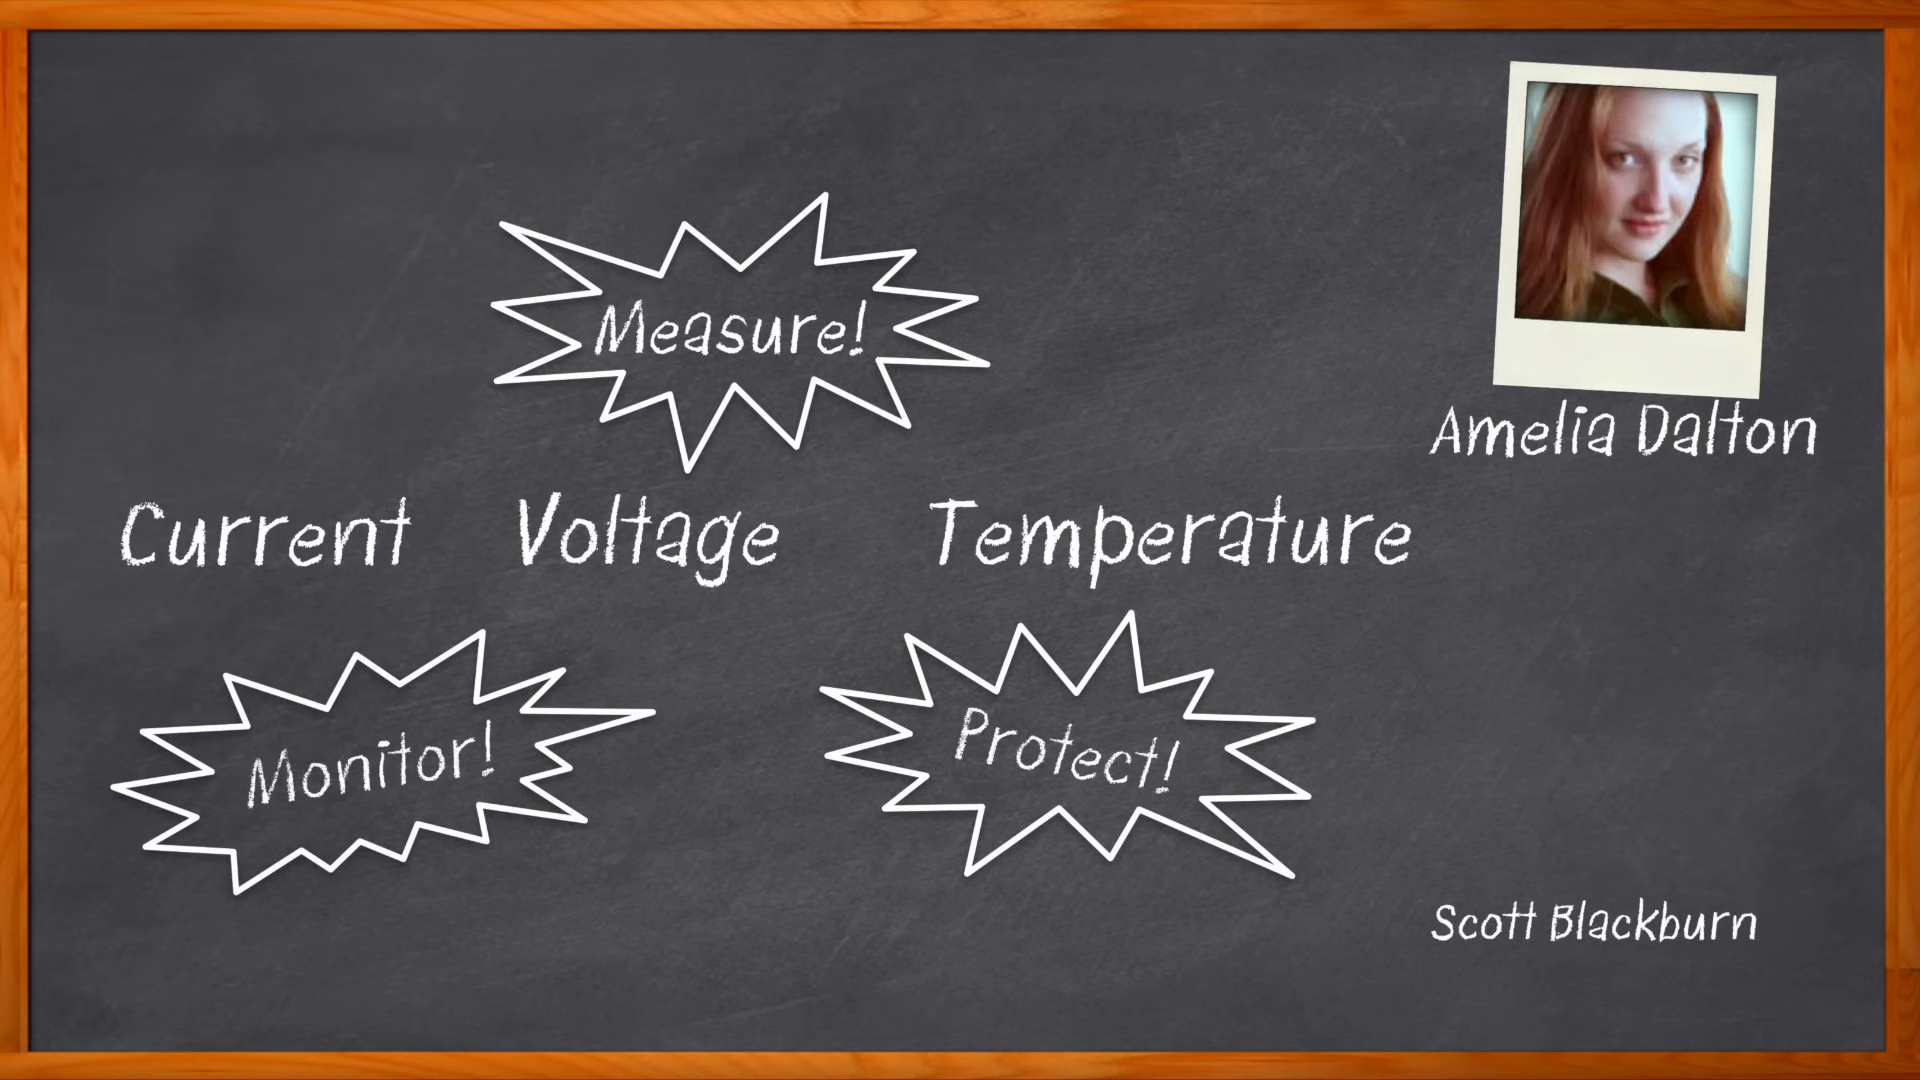 Measure!
Amelia Dalton
Current Voltage Temperature
Monitor!
Protect!
Scott Blackburn